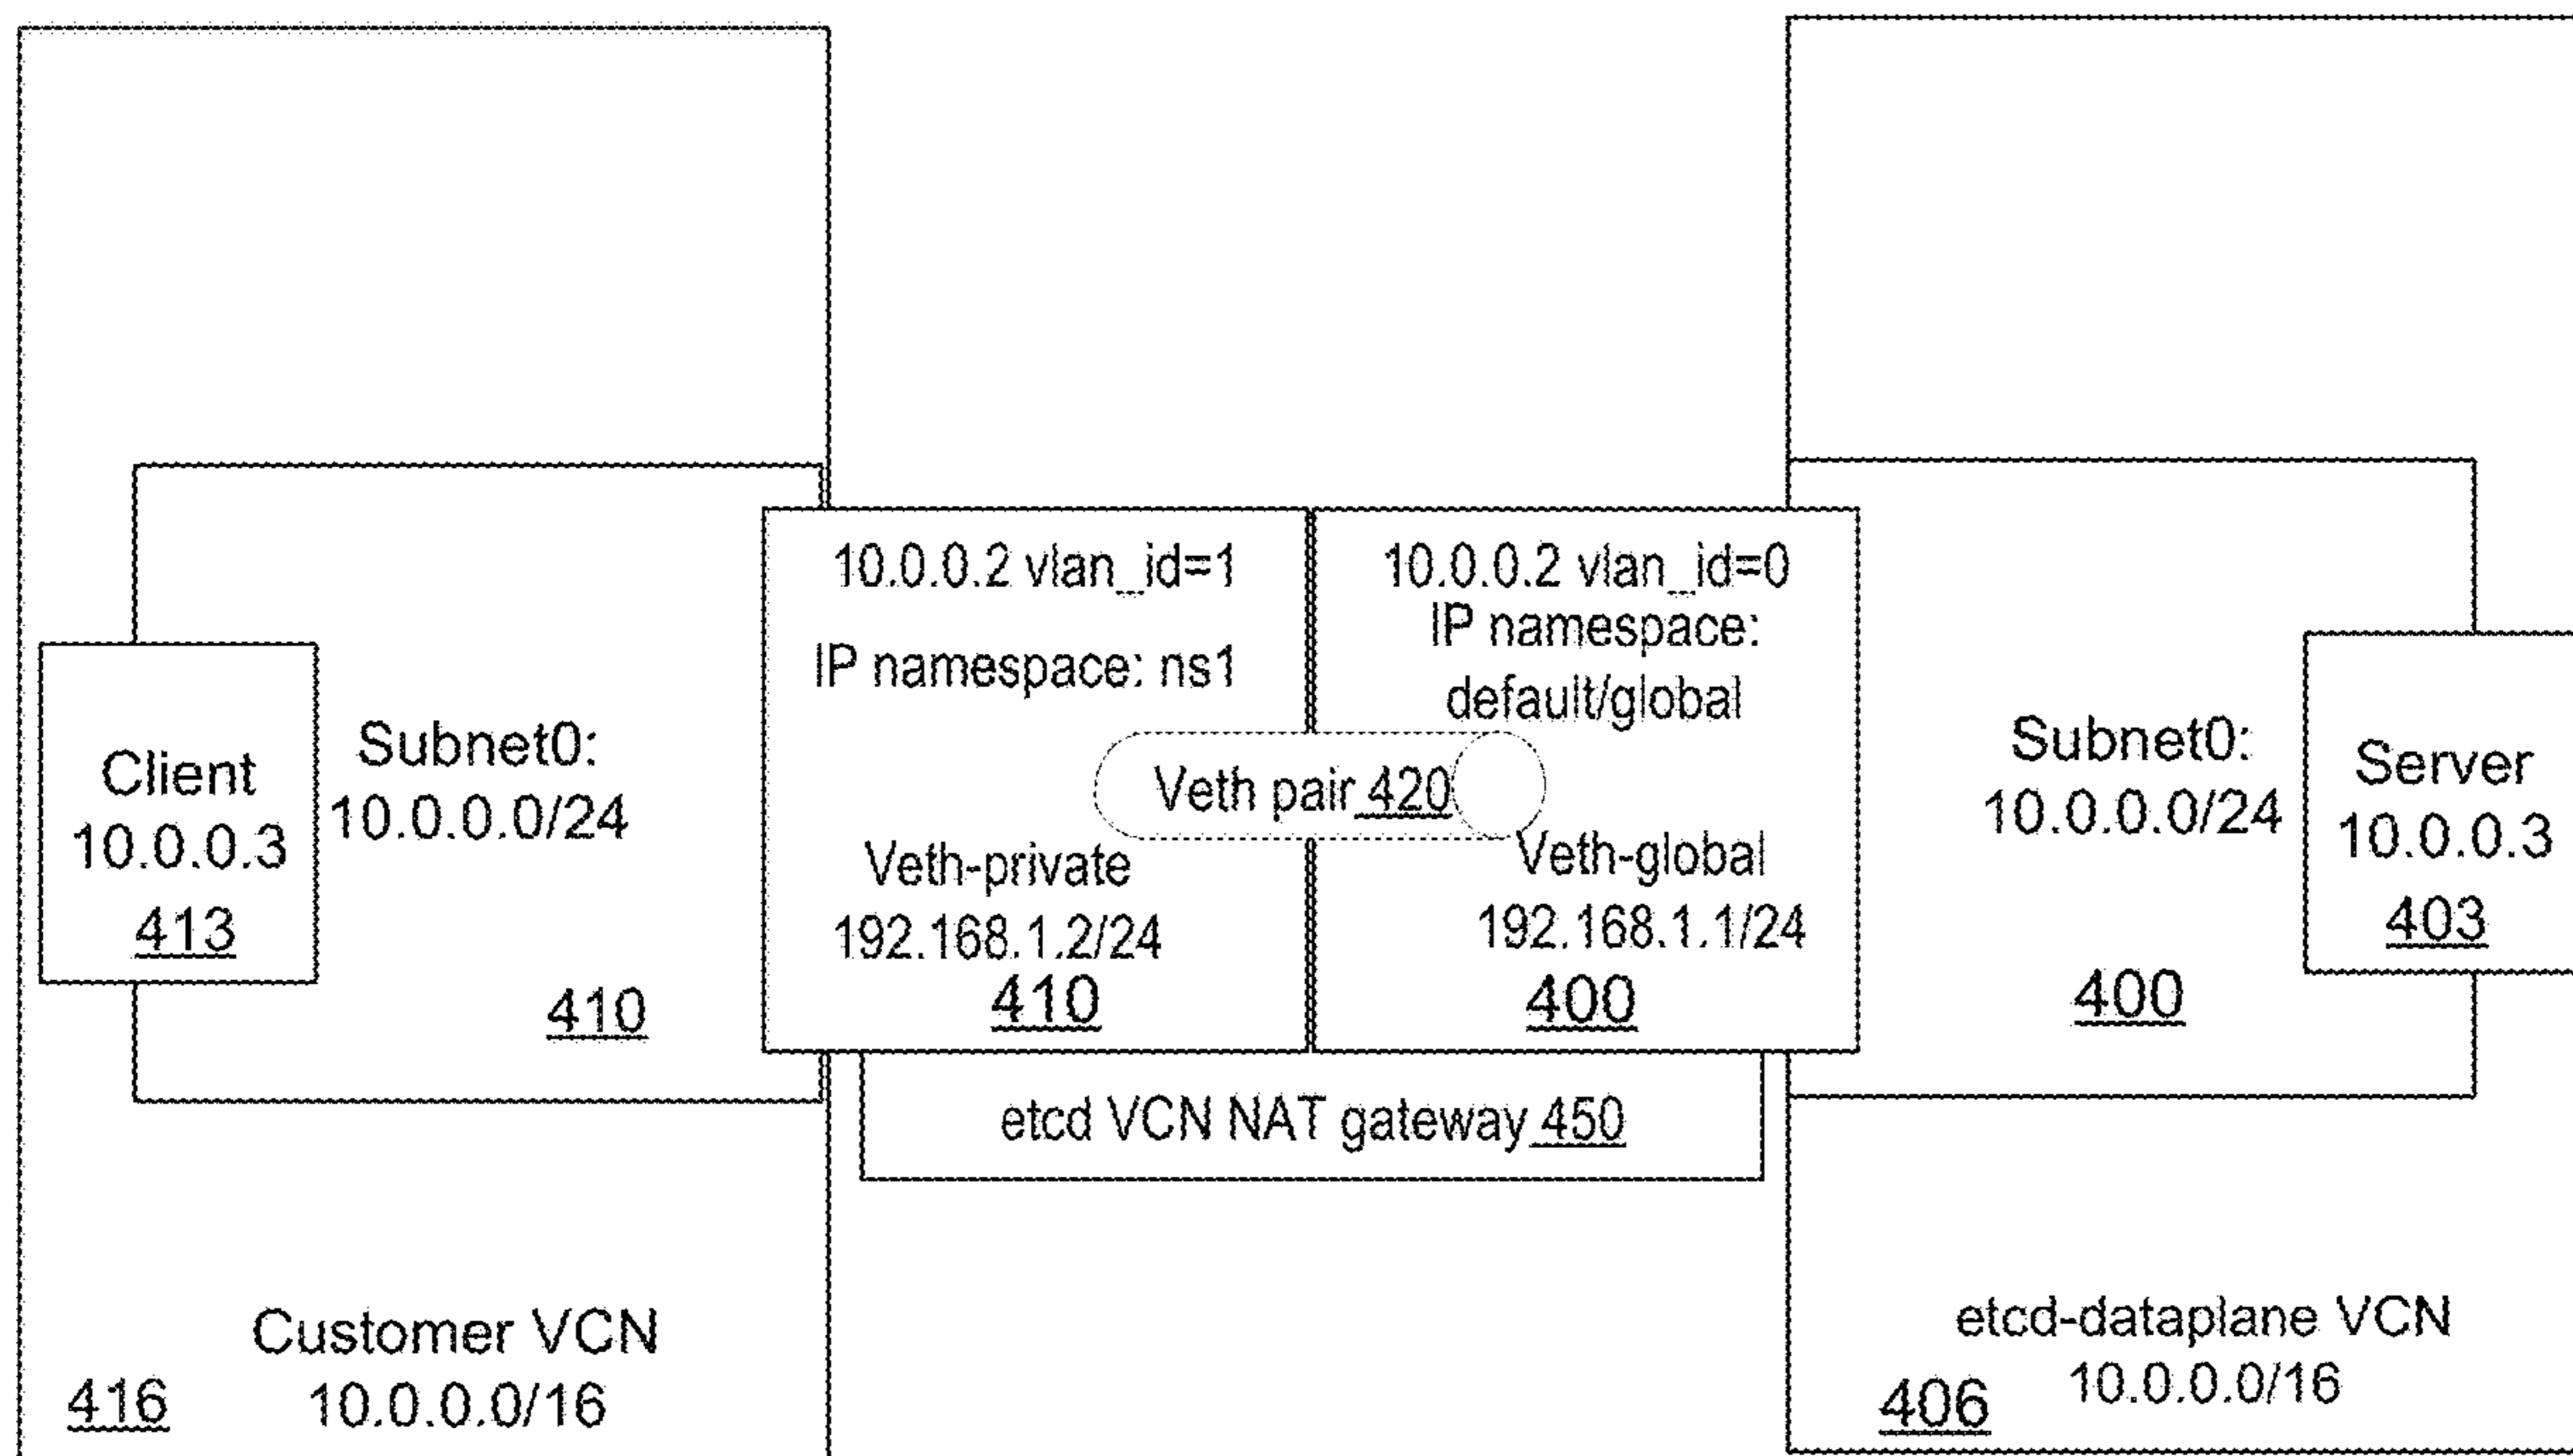 Client
10.0.0.3
413
Subnet0:
10.0.0.0/24
410
10.0.0.2 vlan_id=1
IP namespace: ns1
Veth-private
192.168.1.2/24
410
Veth pair 420
10.0.0.2 vlan_id=0
IP namespace:
default/global
Veth-global
192.168.1.1/24
400
etcd VCN NAT gateway 450
Subnet0:
10.0.0.0/24
400
Server
10.0.0.3
403
Customer VCN
10.0.0.0/16
416
etcd-dataplane VCN
10.0.0.0/16
406